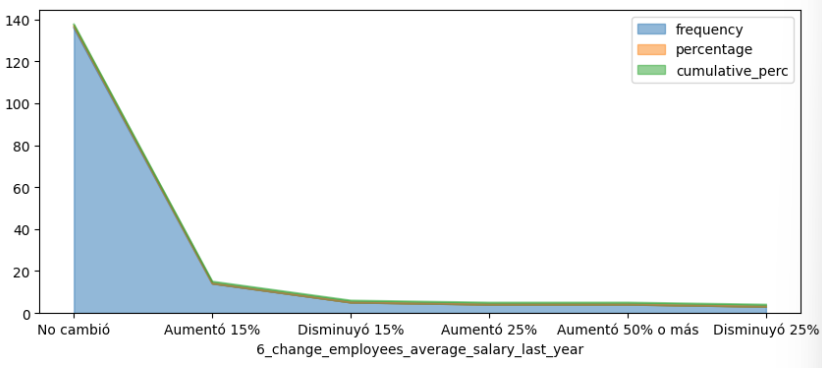 140
120
100
80
60
40
20
0
frequency
percentage
cumulative_perc
No cambió Aumentó 15% Disminuyó 15% Aumentó 25% Aumentó 50% o más Disminuyó 25%
6_change_employees_average_salary_last_year